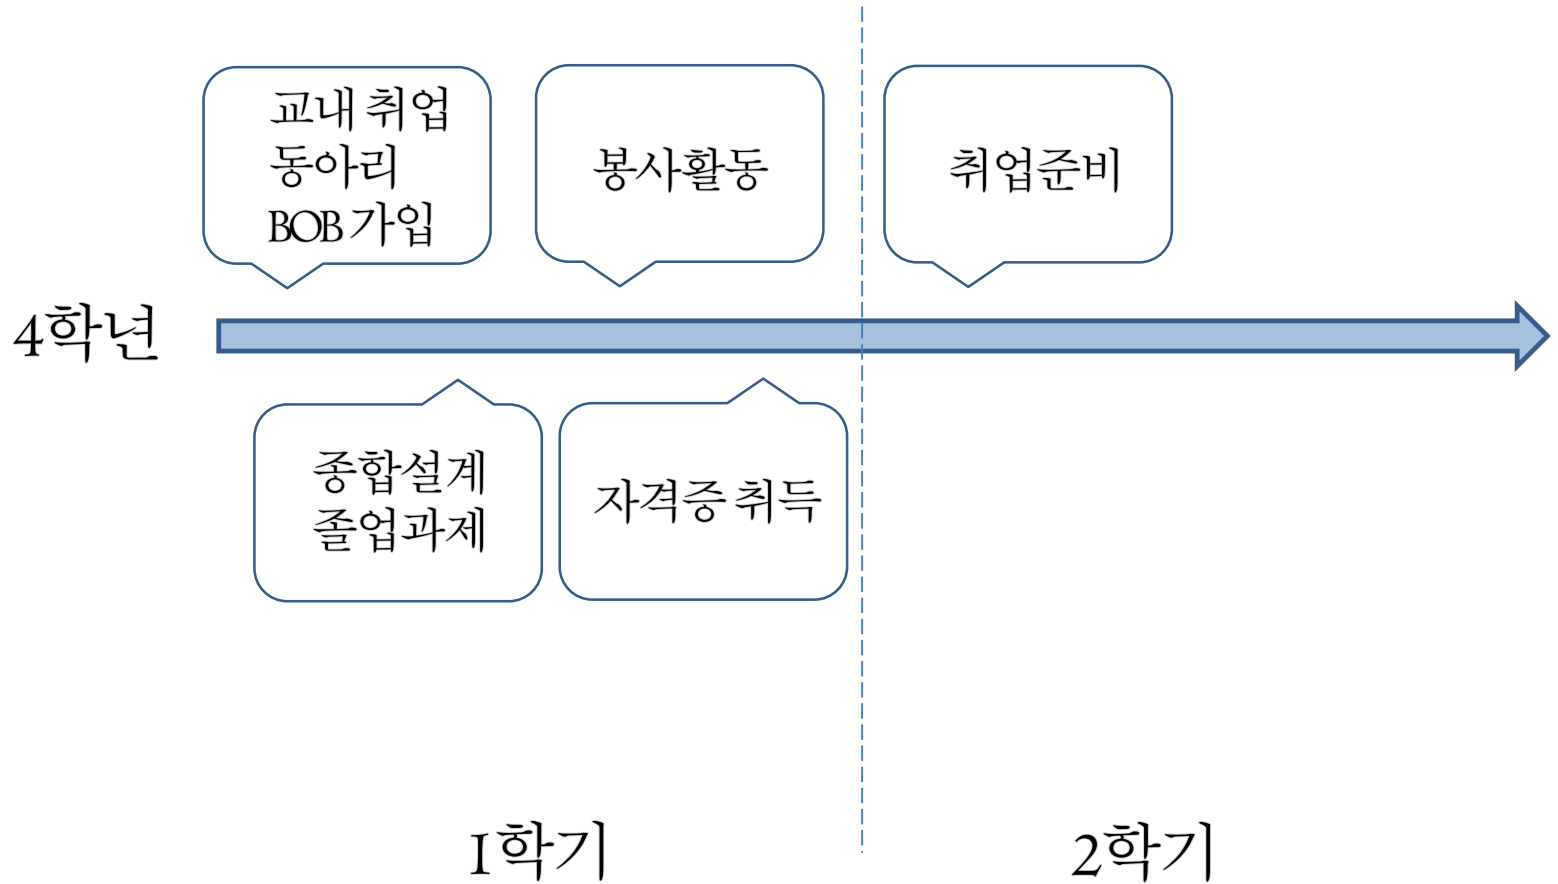 교내 취업
동아리
BOB 가입
봉사활동
취업준비
4학년
종합설계
졸업과제
자격증 취득
1학기
2학기